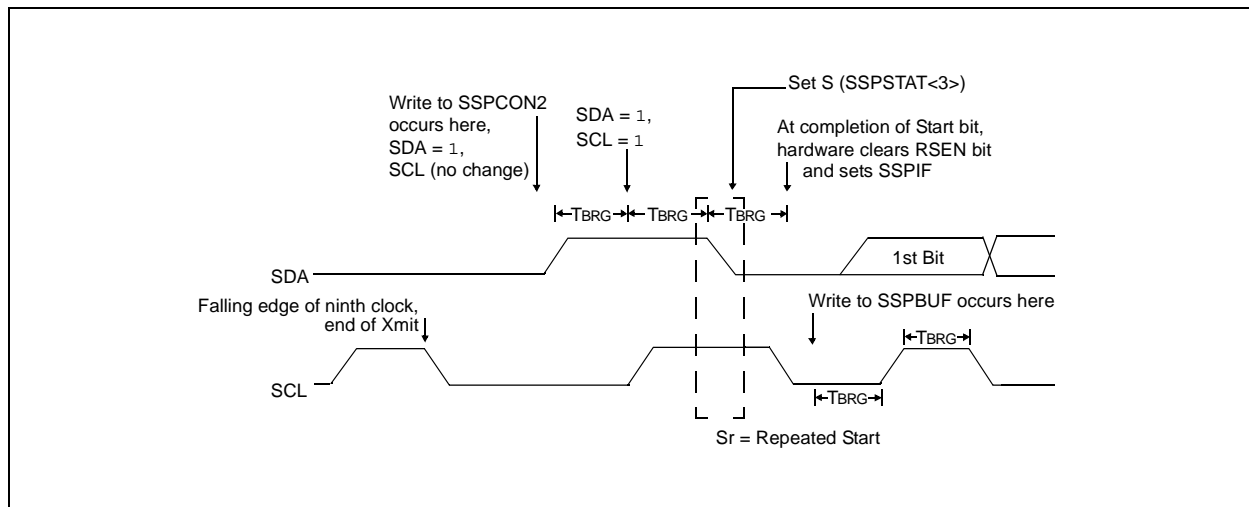 Set S (SSPSTAT<3>)
Write to SSPCON2
occurs here,
SDA = 1,
SCL (no change)
SDA = 1,
SCL = 1
At completion of Start bit,
hardware clears RSEN bit
and sets SSPIF
TBRG
TBRG
TBRG
SDA
1st Bit
Falling edge of ninth clock,
end of Xmit
Write to SSPBUF occurs here
TBRG
SCL
TBRG
Sr = Repeated Start